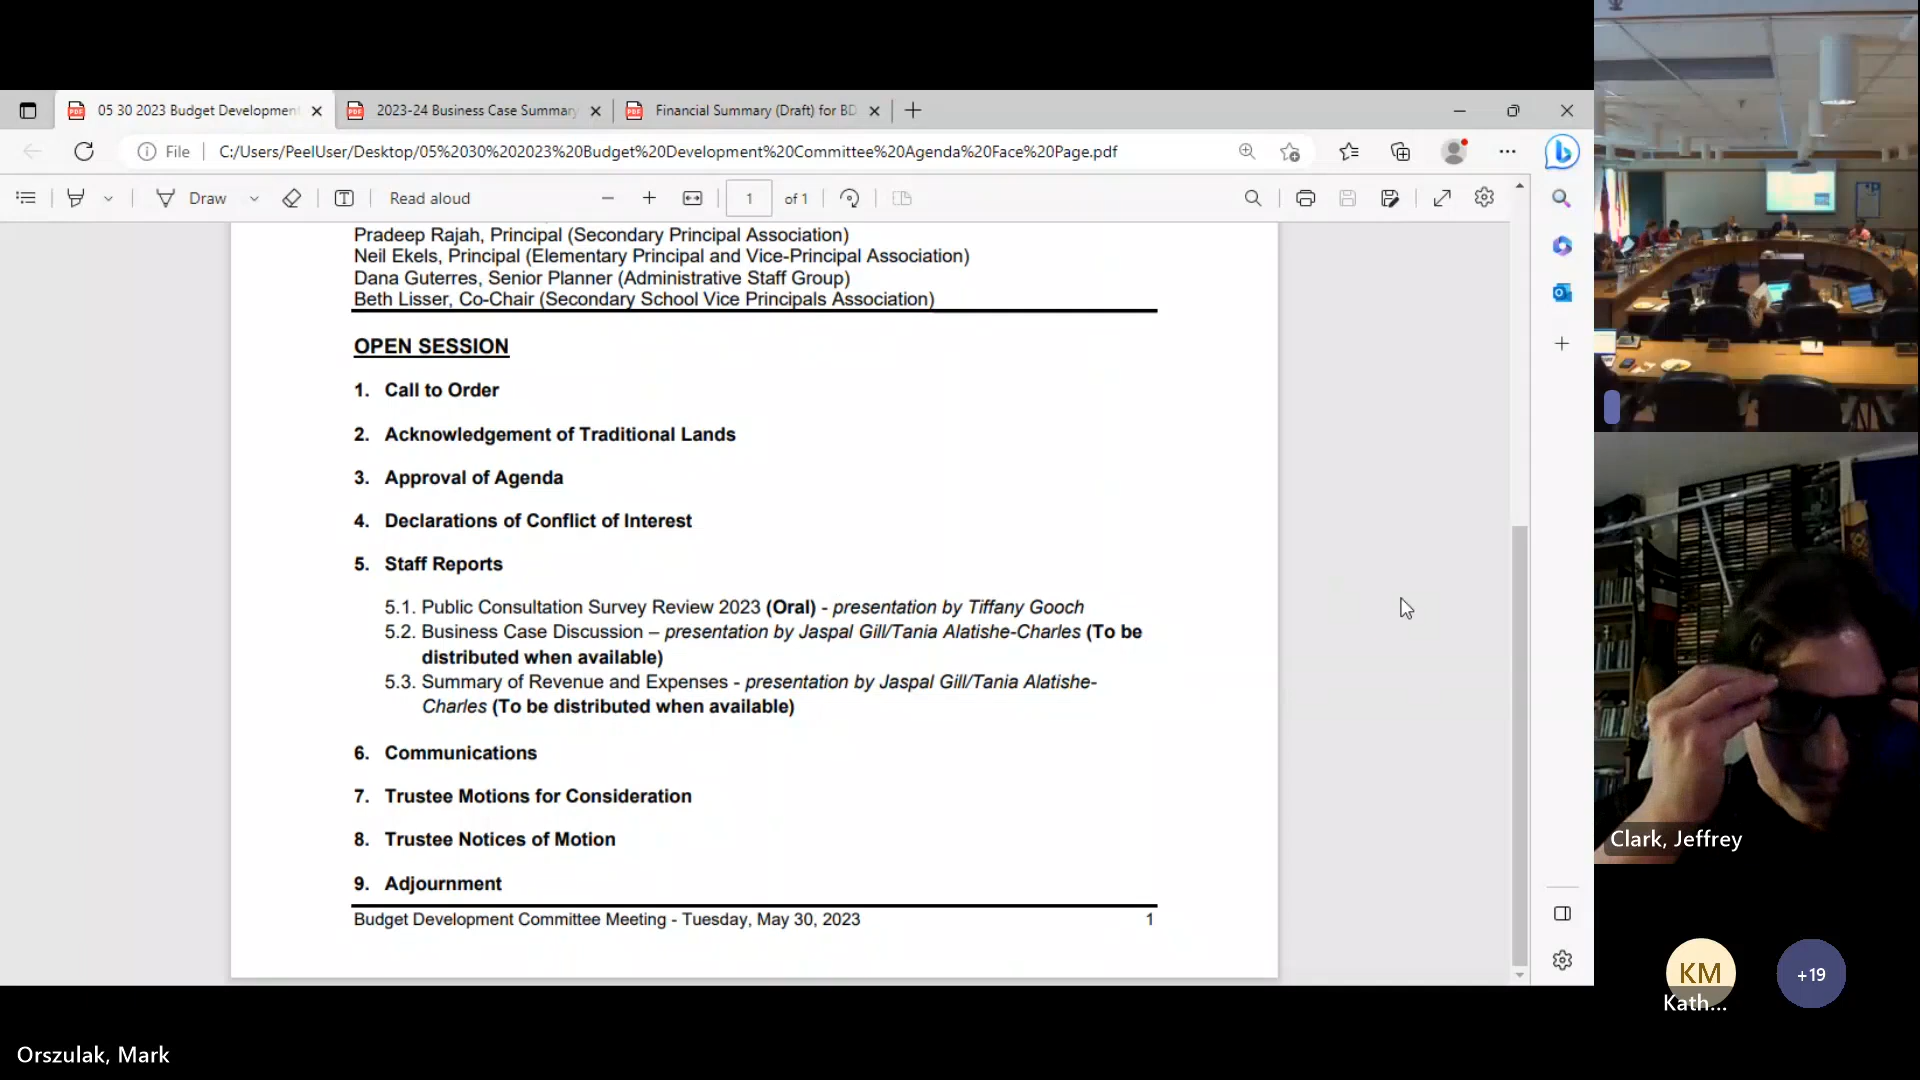 05 30 2023 Budget Development
2023-24 Business Case Summary
Financial Summary (Draft) for BD
File
C:/Users/PeelUser/Desktop/05%2030%202023%20Budget%20Development%20Committee%20Agenda%20Face%20Page.pdf
Draw
Read aloud
1
of 1
Pradeep Rajah, Principal (Secondary Principal Association)
Neil Ekels, Principal (Elementary Principal and Vice-Principal Association)
Dana Guterres, Senior Planner (Administrative Staff Group)
Beth Lisser, Co-Chair (Secondary School Vice Principals Association)
OPEN SESSION
1. Call to Order
2. Acknowledgement of Traditional Lands
3. Approval of Agenda
4. Declarations of Conflict of Interest
5. Staff Reports
5.1. Public Consultation Survey Review 2023 (Oral) - presentation by Tiffany Gooch
5.2. Business Case Discussion – presentation by Jaspal Gill/Tania Alatishe-Charles (To be
distributed when available)
5.3. Summary of Revenue and Expenses - presentation by Jaspal Gill/Tania Alatishe-
Charles (To be distributed when available)
6. Communications
7. Trustee Motions for Consideration
8. Trustee Notices of Motion
9. Adjournment
Budget Development Committee Meeting - Tuesday, May 30, 2023 1
Clark, Jeffrey
KM
Kath...
+19
Orszulak, Mark